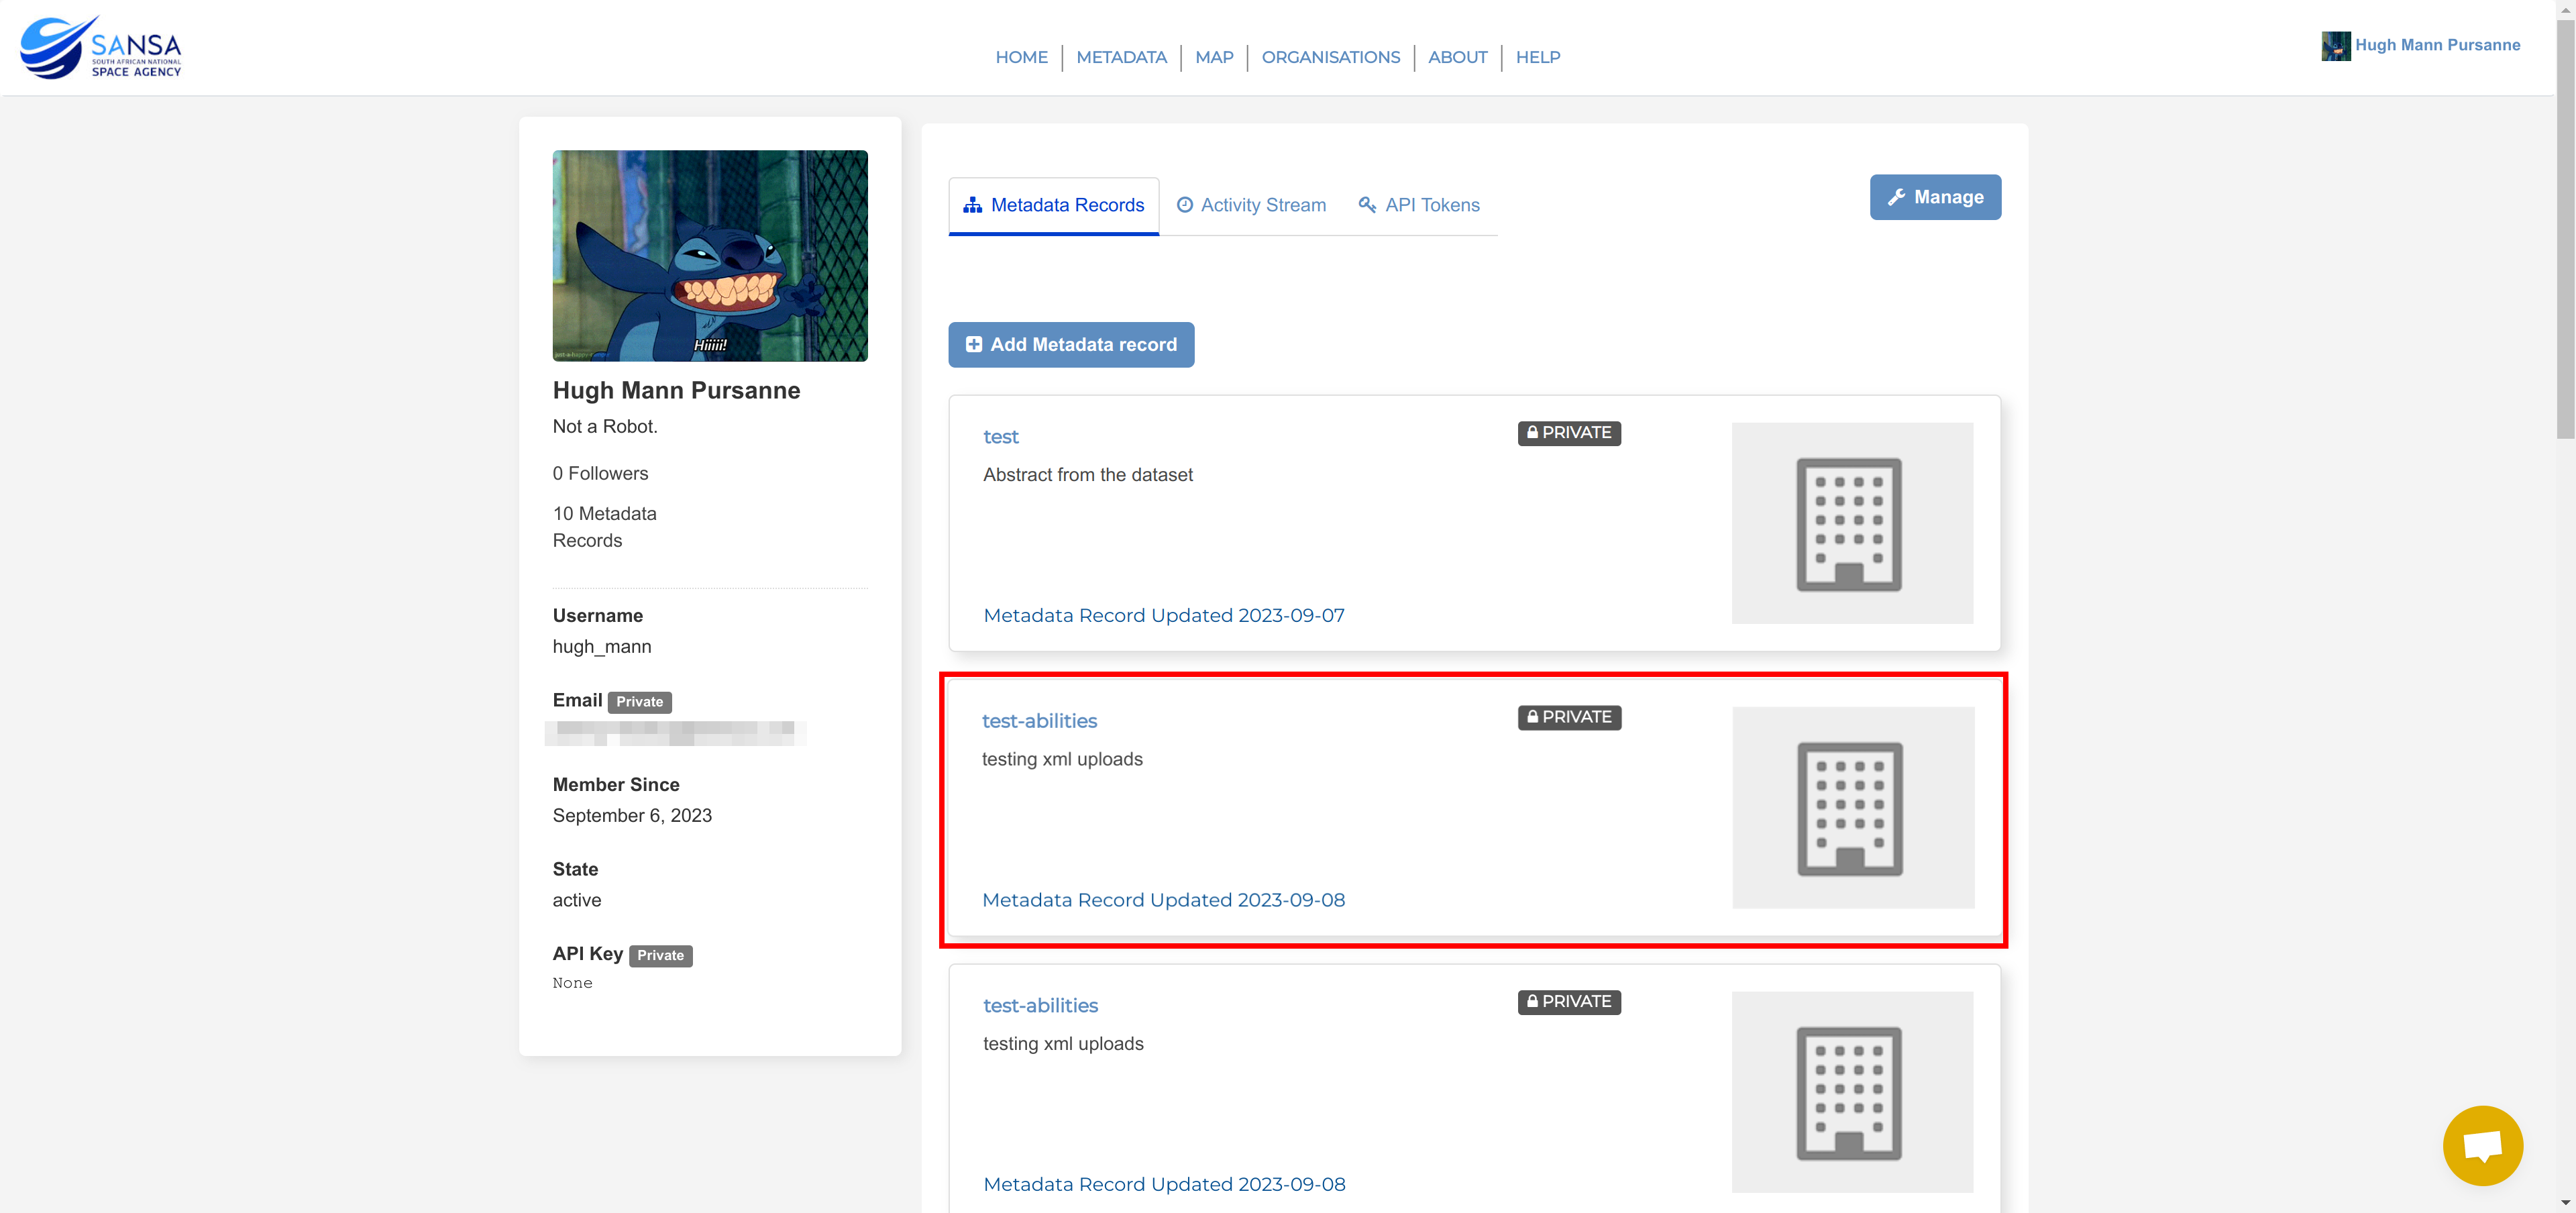 SANSA
SOUTH AFRICAN NATIONAL
SPACE AGENCY
HOME
METADATA
MAP
ORGANISATIONS
ABOUT
HELP
Hugh Mann Pursanne
Hiiiii!
Hugh Mann Pursanne
Not a Robot.
0 Followers
10 Metadata
Records
Username
hugh_mann
Email Private
Member Since
September 6, 2023
State
active
API Key Private
None
Metadata Records
Activity Stream
API Tokens
Manage
Add Metadata record
test
PRIVATE
Abstract from the dataset
Metadata Record Updated 2023-09-07
test-abilities
PRIVATE
testing xml uploads
Metadata Record Updated 2023-09-08
test-abilities
PRIVATE
testing xml uploads
Metadata Record Updated 2023-09-08